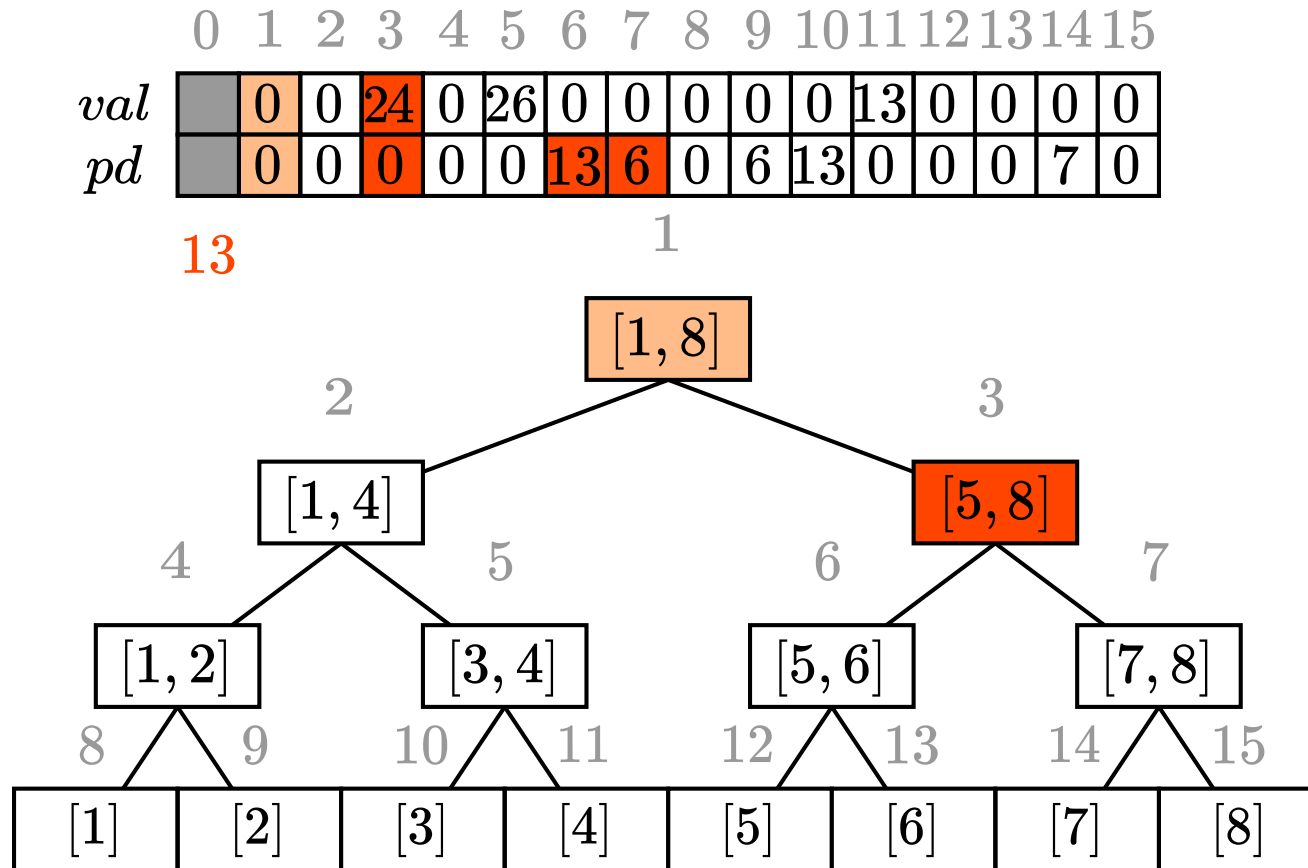 0 1 2 3 4 5 6 7 8 9 10 11 12 13 14 15
val 0 0 24 0 26 0 0 0 0 0 13 0 0 0 0
pd 0 0 0 0 0 13 6 0 6 13 0 0 0 7 0
13
1
[1, 8]
2 3
[1, 4] [5, 8]
4 5 6 7
[1, 2] [3, 4] [5, 6] [7, 8]
8 9 10 11 12 13 14 15
[1] [2] [3] [4] [5] [6] [7] [8]